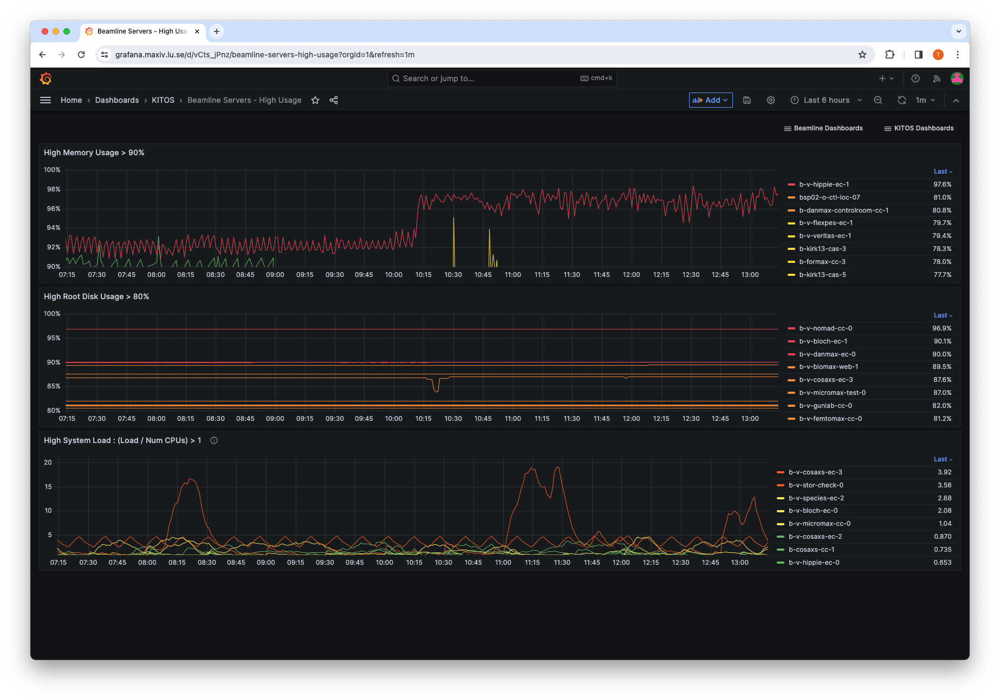 Beamline Servers - High Usa
grafana.maxiv.lu.se/d/vCts_jPnz/beamline-servers-high-usage?orgId=1&refresh=1m
T
Search or jump to...
cmd+k
Home › Dashboards › KITOS › Beamline Servers - High Usage
Add
Last 6 hours
1m
Beamline Dashboards
KITOS Dashboards
High Memory Usage > 90%
100%
98%
96%
94%
92%
90%
07:15 07:30 07:45 08:00 08:15 08:30 08:45 09:00 09:15 09:30 09:45 10:00 10:15 10:30 10:45 11:00 11:15 11:30 11:45 12:00 12:15 12:30 12:45 13:00
Last
b-v-hippie-ec-1 97.6%
bsp02-o-ctl-ioc-07 81.0%
b-danmax-controlroom-cc-1 80.8%
b-v-flexpes-ec-1 79.7%
b-v-veritas-ec-1 79.4%
b-kirk13-cas-3 78.3%
b-formax-cc-3 78.0%
b-kirk13-cas-5 77.7%
High Root Disk Usage > 80%
100%
95%
90%
85%
80%
07:15 07:30 07:45 08:00 08:15 08:30 08:45 09:00 09:15 09:30 09:45 10:00 10:15 10:30 10:45 11:00 11:15 11:30 11:45 12:00 12:15 12:30 12:45 13:00
Last
b-v-nomad-cc-0 96.9%
b-v-bloch-ec-1 90.1%
b-v-danmax-ec-0 90.0%
b-v-biomax-web-1 89.5%
b-v-cosaxs-ec-3 87.6%
b-v-micromax-test-0 87.0%
b-v-gunlab-cc-0 82.0%
b-v-femtomax-cc-0 81.2%
High System Load : (Load / Num CPUs) > 1
20
15
10
5
07:15 07:30 07:45 08:00 08:15 08:30 08:45 09:00 09:15 09:30 09:45 10:00 10:15 10:30 10:45 11:00 11:15 11:30 11:45 12:00 12:15 12:30 12:45 13:00
Last
b-v-cosaxs-ec-3 3.92
b-v-stor-check-0 3.56
b-v-species-ec-2 2.68
b-v-bloch-ec-0 2.08
b-v-micromax-cc-0 1.04
b-v-cosaxs-ec-2 0.870
b-cosaxs-cc-1 0.735
b-v-hippie-ec-0 0.653